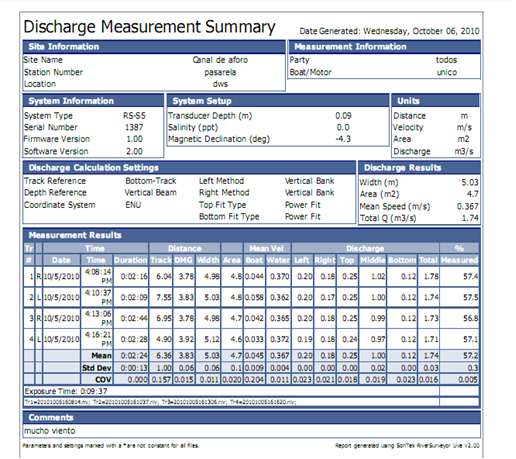 Discharge Measurement Summary
Date Generated: Wednesday, October 06, 2010
Site Information
Site Name Canal de aforo
Station Number pasarela
Location dws
Measurement Information
Party todos
Boat/Motor unico
System Information
System Type RS-S5
Serial Number 1387
Firmware Version 1.00
Software Version 2.00
System Setup
Transducer Depth (m) 0.09
Salinity (ppt) 0.0
Magnetic Declination (deg) -4.3
Units
Distance m
Velocity m/s
Area m2
Discharge m3/s
Discharge Calculation Settings
Track Reference Bottom-Track Left Method Vertical Bank
Depth Reference Vertical Beam Right Method Vertical Bank
Coordinate System ENU Top Fit Type Power Fit
Bottom Fit Type Power Fit
Discharge Results
Width (m) 5.03
Area (m2) 4.7
Mean Speed (m/s) 0.367
Total Q (m3/s) 1.74
Measurement Results
Tr Time Distance Mean Vel Discharge %
# Date Time Duration Track DMG Width Area Boat Water Left Right Top Middle Bottom Total Measured
1 R 10/5/2010 4:08:14 PM 0:02:16 6.04 3.78 4.98 4.8 0.044 0.370 0.20 0.18 0.25 1.02 0.12 1.78 57.4
2 L 10/5/2010 4:10:37 PM 0:02:09 7.55 3.83 5.03 4.8 0.058 0.362 0.20 0.17 0.25 1.00 0.12 1.74 57.5
3 R 10/5/2010 4:13:06 PM 0:02:44 6.95 3.78 4.98 4.7 0.042 0.365 0.20 0.18 0.25 0.99 0.12 1.73 56.8
4 L 10/5/2010 4:16:21 PM 0:02:28 4.90 3.92 5.12 4.6 0.033 0.372 0.19 0.18 0.24 0.97 0.12 1.71 57.1
Mean 0:02:24 6.36 3.83 5.03 4.7 0.045 0.367 0.20 0.18 0.25 1.00 0.12 1.74 57.2
Std Dev 0:00:13 1.00 0.06 0.06 0.1 0.009 0.004 0.00 0.00 0.00 0.02 0.00 0.03 0.3
COV 0.000 0.157 0.015 0.011 0.020 0.204 0.011 0.023 0.021 0.018 0.019 0.023 0.016 0.005
Exposure Time: 0:09:37
Tr1=20101005160814.riv; Tr2=20101005161037.riv; Tr3=20101005161306.riv; Tr4=20101005161620.riv;
Comments
mucho viento
Parameters and settings marked with a * are not constant for all files.
Report generated using SonTek RiverSurveyor Live v2.00